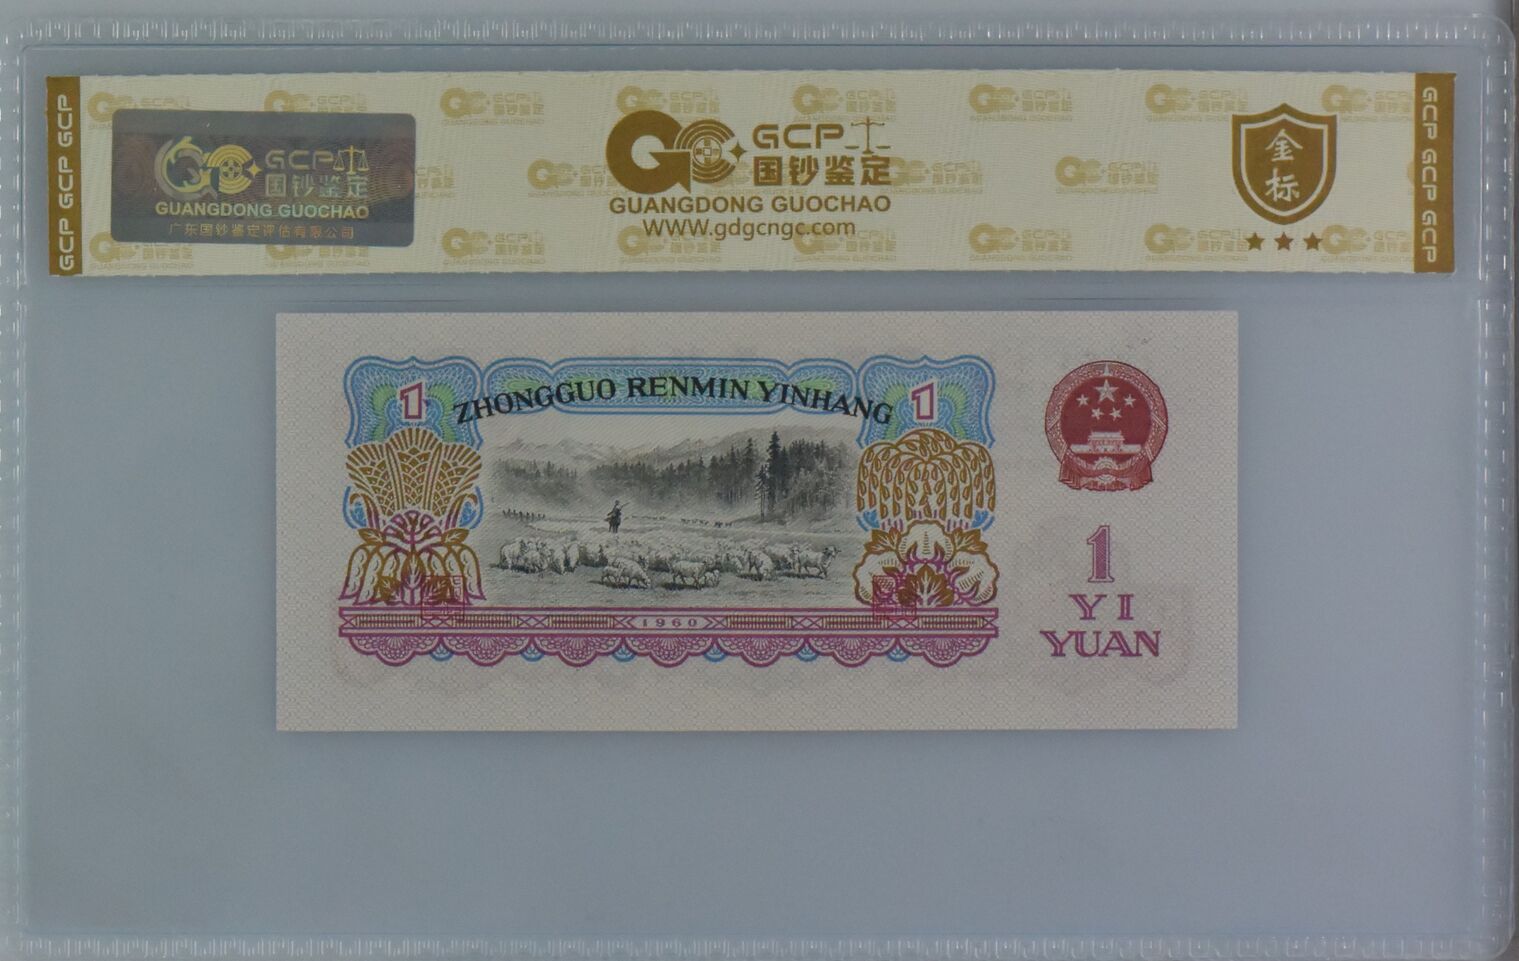 GCP GCP GCP
GCP
国钞鉴定
GUANGDONG GUOCHAO
广东国钞鉴定评估有限公司
GCP
国钞鉴定
GUANGDONG GUOCHAO
WWW.gdgcngc.com
金标
GCP GCP GCP
1
ZHONGGUO RENMIN YINHANG
1
1960
1
YI
YUAN